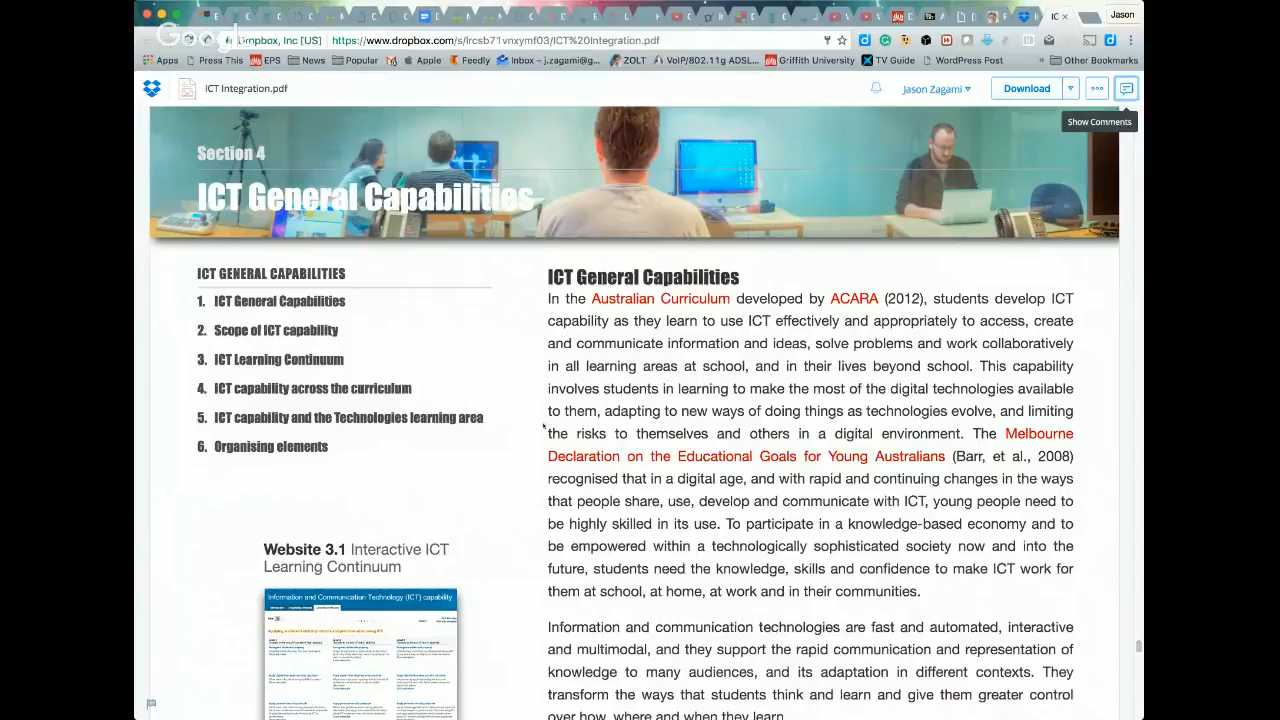 Jason
Dropbox, Inc [US] https://www.dropbox.com/s/lrcsb71vnxymf03/ICT%20Integration.pdf
Apps Press This EPS News Popular Apple Feedly Inbox – j.zagami@g... ZOLT VoIP/802.11g ADSL... Griffith University TV Guide WordPress Other Bookmarks
ICT Integration.pdf
Jason Zagami
Download
Show Comments
Section 4
ICT General Capabilities
ICT GENERAL CAPABILITIES
1. ICT General Capabilities
2. Scope of ICT capability
3. ICT Learning Continuum
4. ICT capability across the curriculum
5. ICT capability and the Technologies learning area
6. Organising elements
Website 3.1 Interactive ICT
Learning Continuum
Information and Communication Technology (ICT) capability
ICT General Capabilities
In the Australian Curriculum developed by ACARA (2012), students develop ICT
capability as they learn to use ICT effectively and appropriately to access, create
and communicate information and ideas, solve problems and work collaboratively
in all learning areas at school, and in their lives beyond school. This capability
involves students in learning to make the most of the digital technologies available
to them, adapting to new ways of doing things as technologies evolve, and limiting
the risks to themselves and others in a digital environment. The Melbourne
Declaration on the Educational Goals for Young Australians (Barr, et al., 2008)
recognised that in a digital age, and with rapid and continuing changes in the ways
that people share, use, develop and communicate with ICT, young people need to
be highly skilled in its use. To participate in a knowledge-based economy and to
be empowered within a technologically sophisticated society now and into the
future, students need the knowledge, skills and confidence to make ICT work for
them at school, at home, at work and in their communities.
Information and communication technologies are fast and automated, interactive
and multimodal, and they support the rapid communication and representation of
knowledge to many audiences and its adaptation in different contexts. They
transform the ways that students think and learn and give them greater control